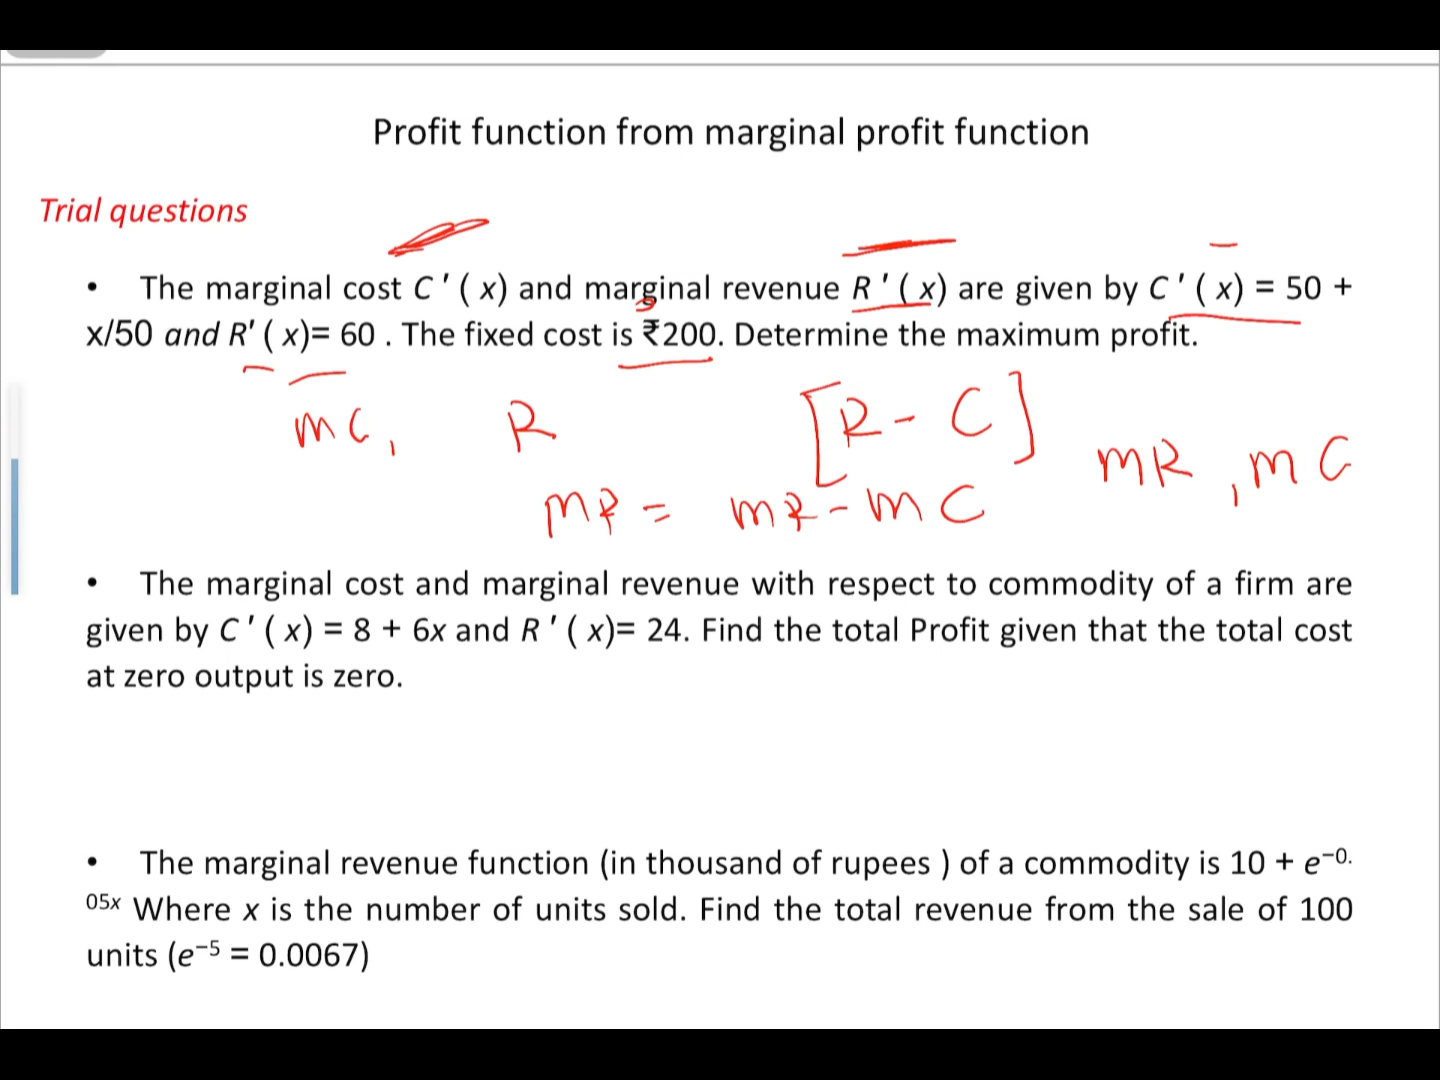 Profit function from marginal profit function
Trial questions
• The marginal cost C ′ ( x) and marginal revenue R ′ ( x) are given by C ′ ( x) = 50 +
x/50 and R′ ( x)= 60 . The fixed cost is ₹200. Determine the maximum profit.
mC, R [R - C]
mR, mC
mP = mR - mC
• The marginal cost and marginal revenue with respect to commodity of a firm are
given by C ′ ( x) = 8 + 6x and R ′ ( x)= 24. Find the total Profit given that the total cost
at zero output is zero.
• The marginal revenue function (in thousand of rupees ) of a commodity is 10 + e−0.
05x Where x is the number of units sold. Find the total revenue from the sale of 100
units (e−5 = 0.0067)